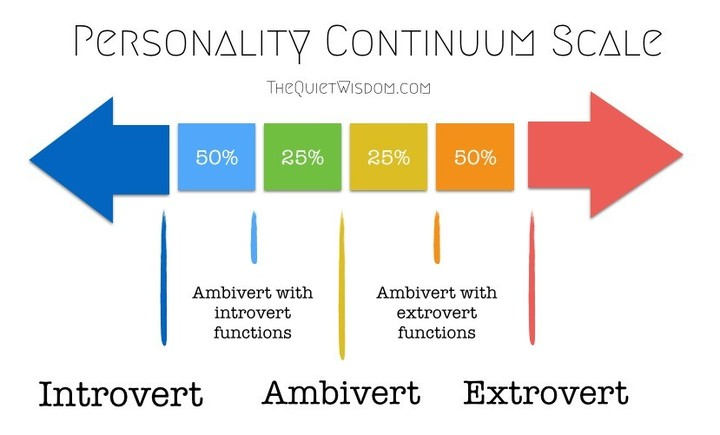 Personality Continuum Scale
TheQuietWisdom.com
50% 25% 25% 50%
Ambivert with
introvert
functions
Ambivert with
extrovert
functions
Introvert Ambivert Extrovert